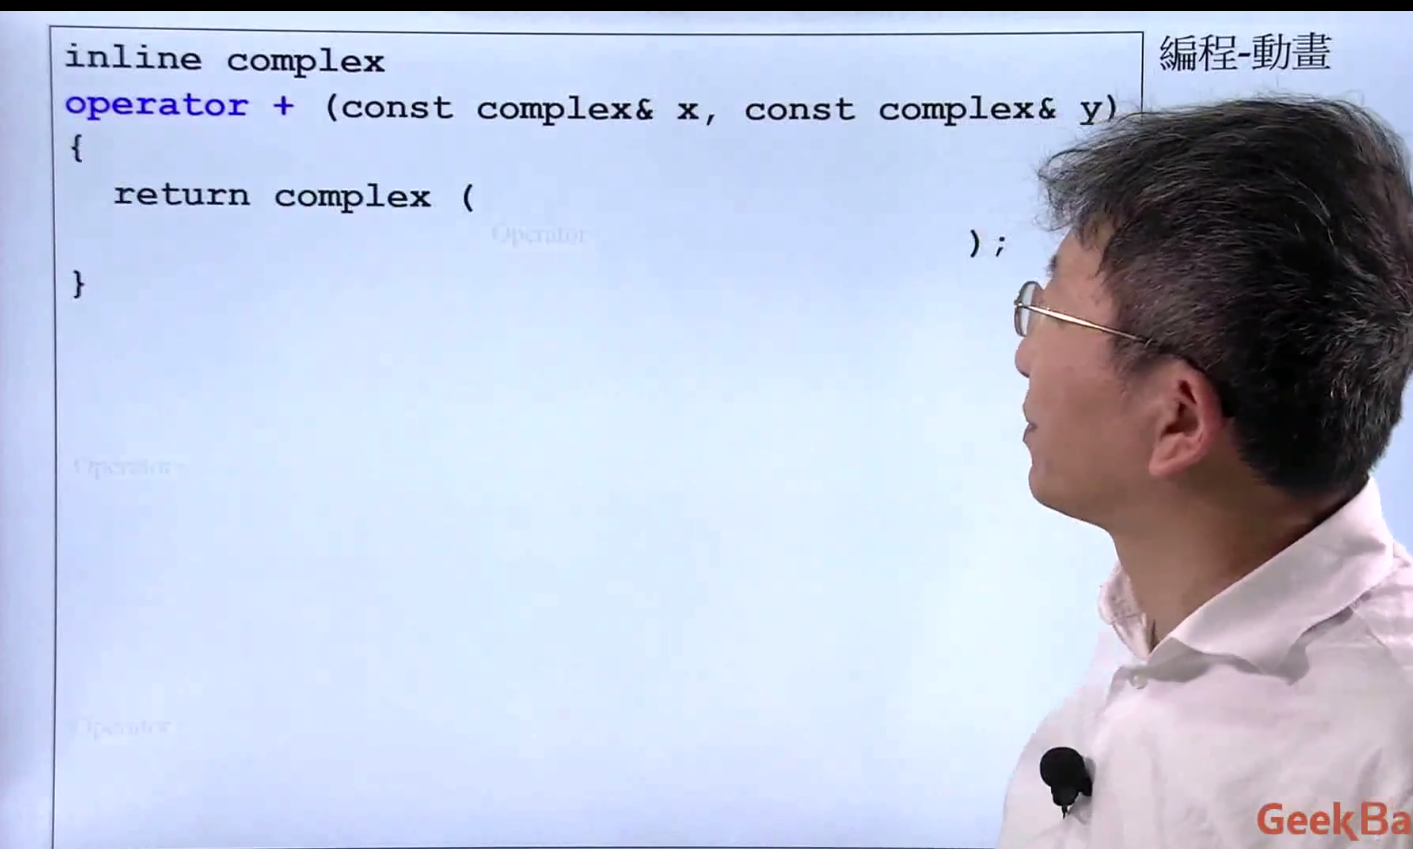 inline complex
編程-動畫
operator + (const complex& x, const complex& y)
{
return complex (
Operator
);
}
Operator
Operator
GeekBa